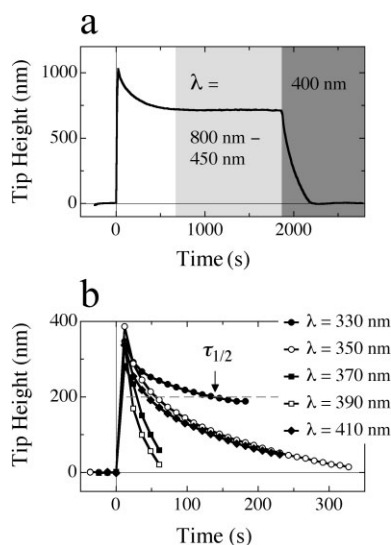 a
1000
500
0
Tip Height (nm)
λ =
800 nm –
450 nm
400 nm
0
1000
2000
Time (s)
b
400
200
0
Tip Height (nm)
τ1/2
λ = 330 nm
λ = 350 nm
λ = 370 nm
λ = 390 nm
λ = 410 nm
0
100
200
300
Time (s)